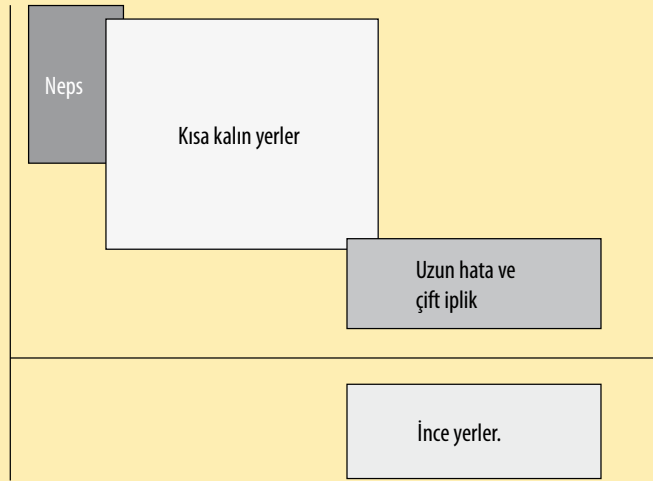 Neps
Kısa kalın yerler
Uzun hata ve
çift iplik
İnce yerler.